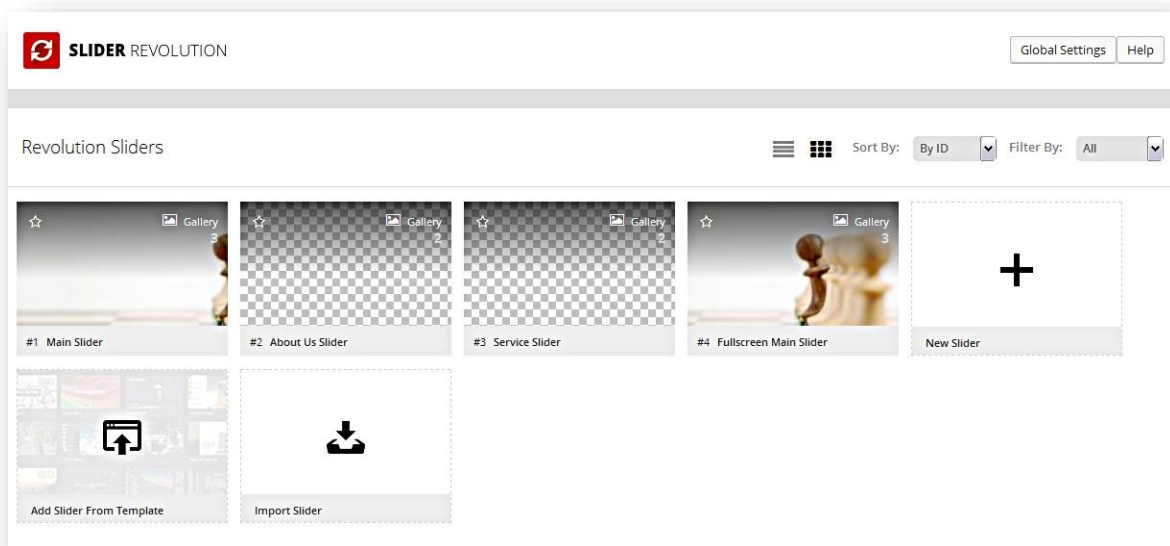 SLIDER REVOLUTION
Global Settings
Help
Revolution Sliders
Sort By:
By ID
Filter By:
All
Gallery
3
Gallery
2
Gallery
2
Gallery
3
#1 Main Slider
#2 About Us Slider
#3 Service Slider
#4 Fullscreen Main Slider
New Slider
Add Slider From Template
Import Slider